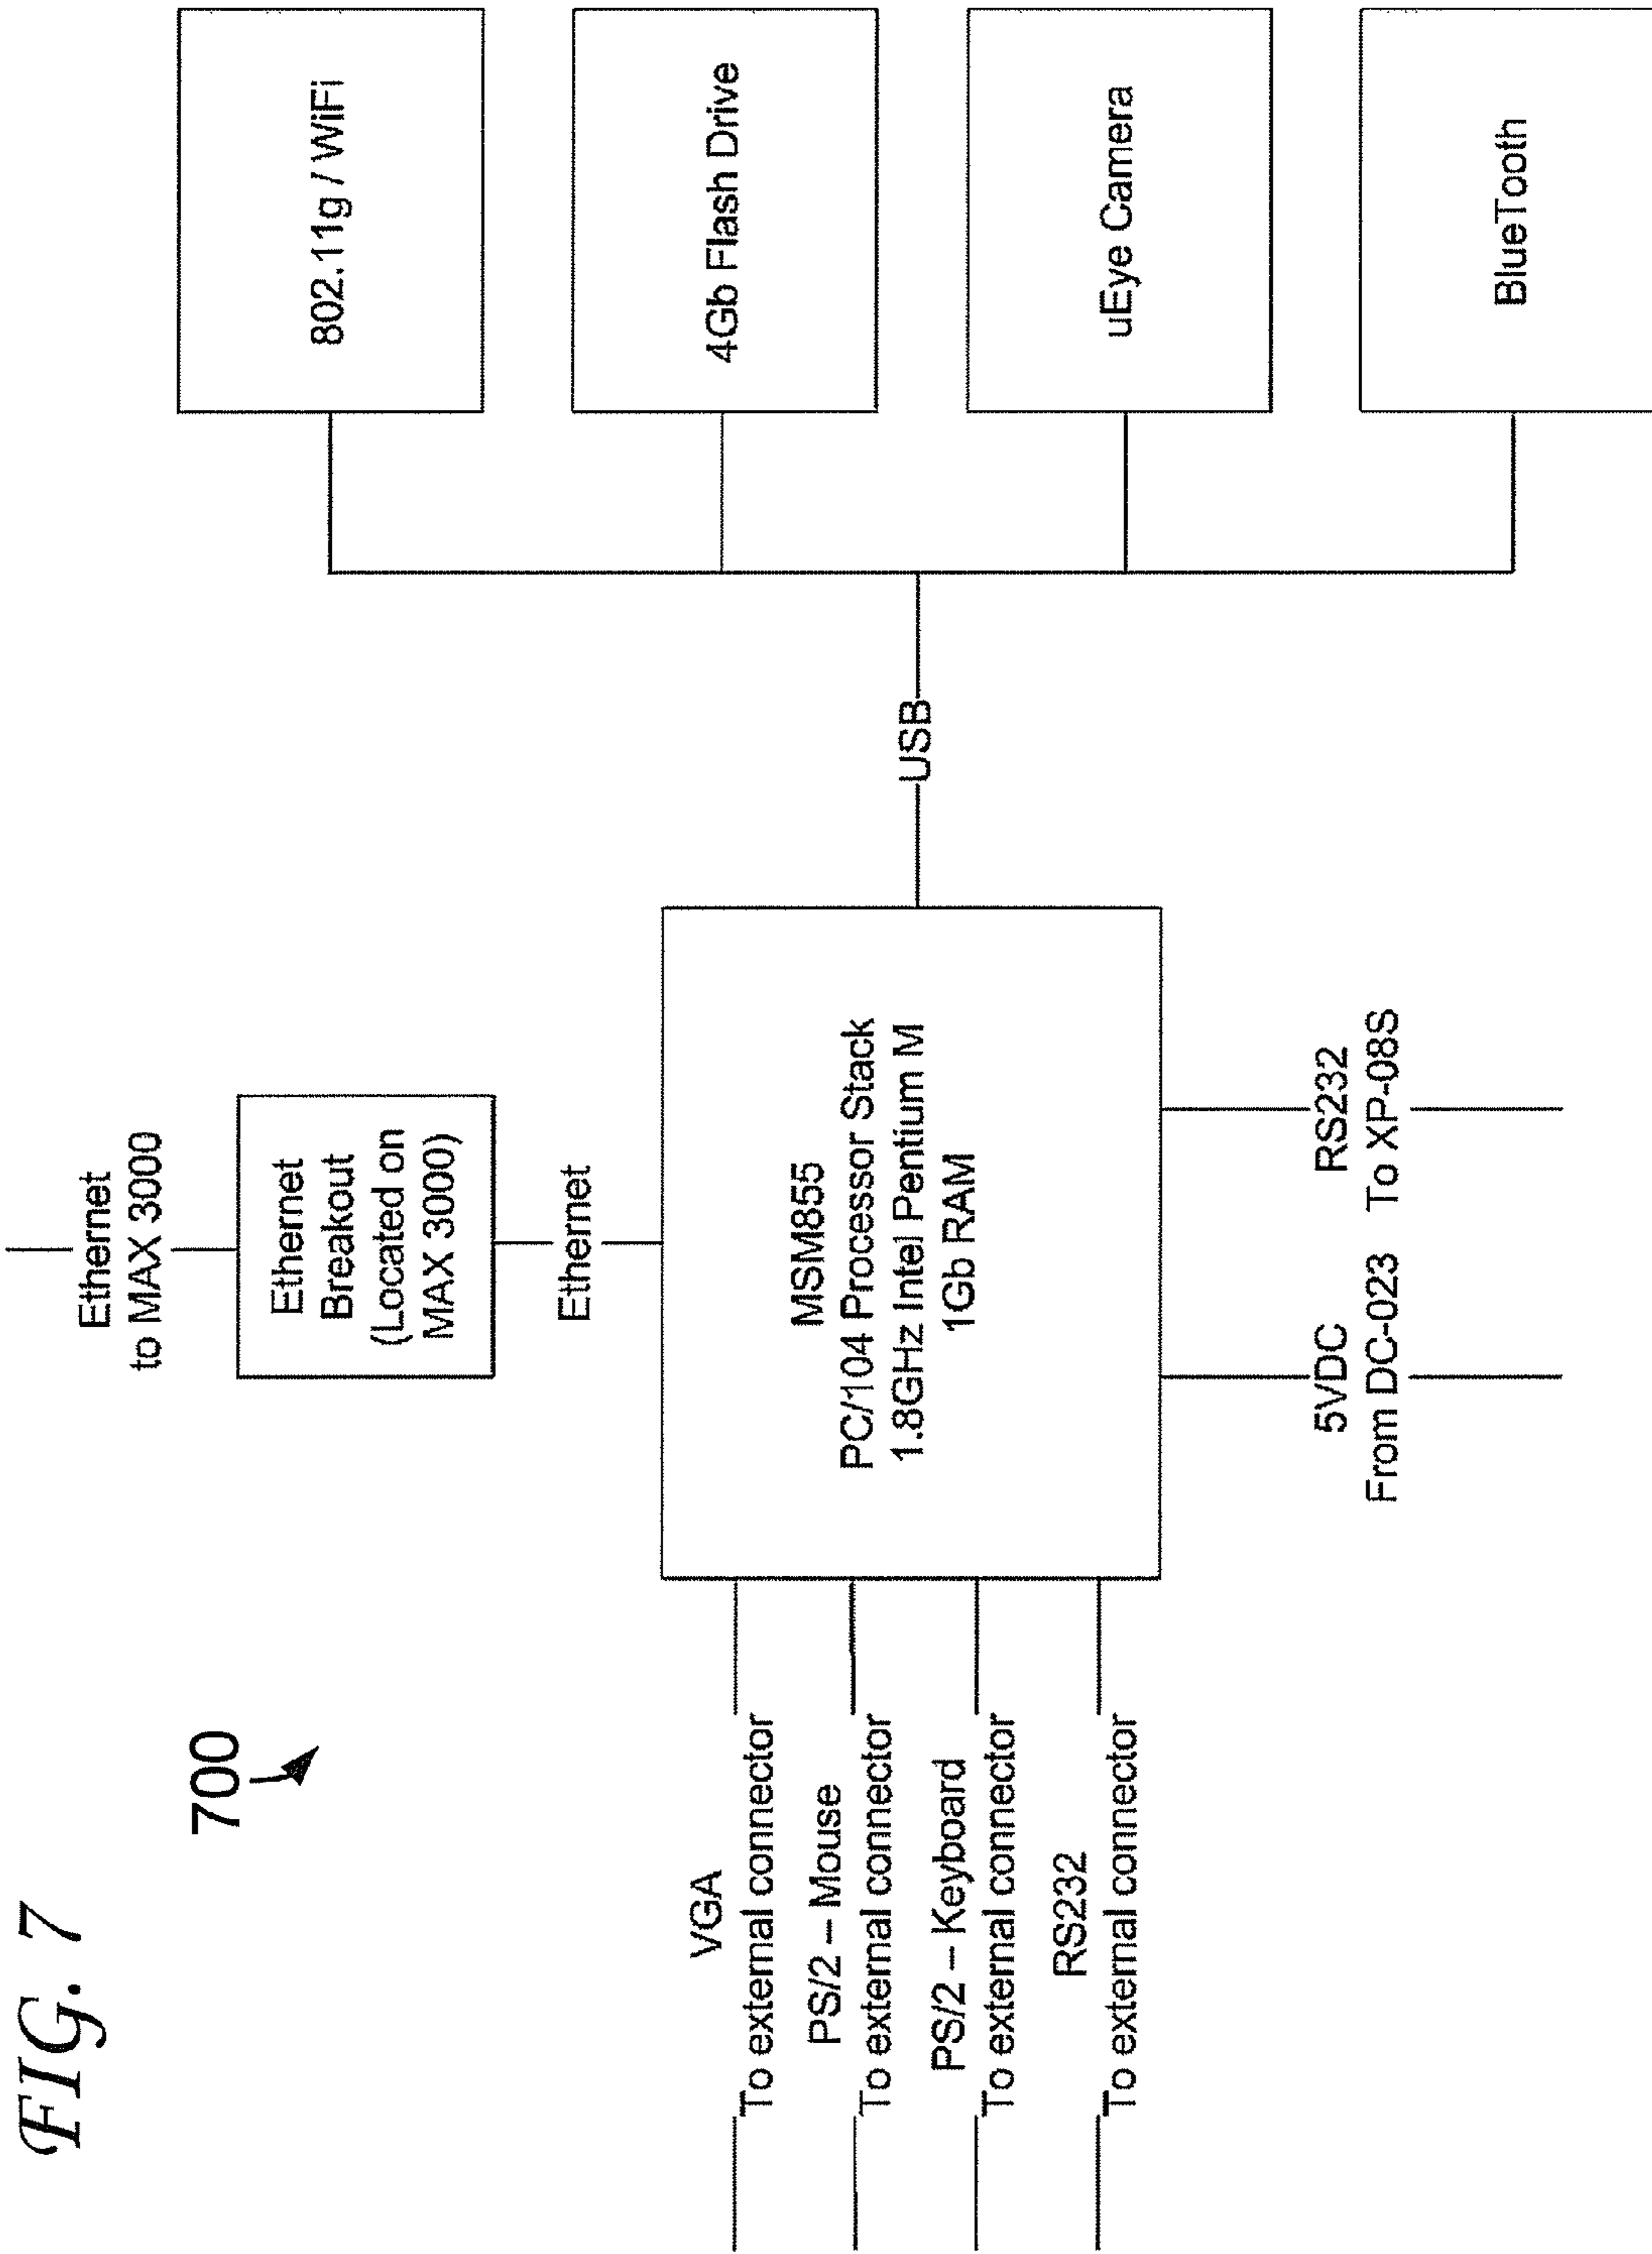 FIG. 7
700
Ethernet
to MAX 3000
Ethernet
Breakout
(Located on
MAX 3000)
Ethernet
VGA
To external connector
PS/2 – Mouse
To external connector
PS/2 – Keyboard
To external connector
RS232
To external connector
MSM855
PC/104 Processor Stack
1.8GHz Intel Pentium M
1Gb RAM
5VDC
From DC-023
RS232
To XP-08S
USB
802.11g / WiFi
4Gb Flash Drive
uEye Camera
BlueTooth